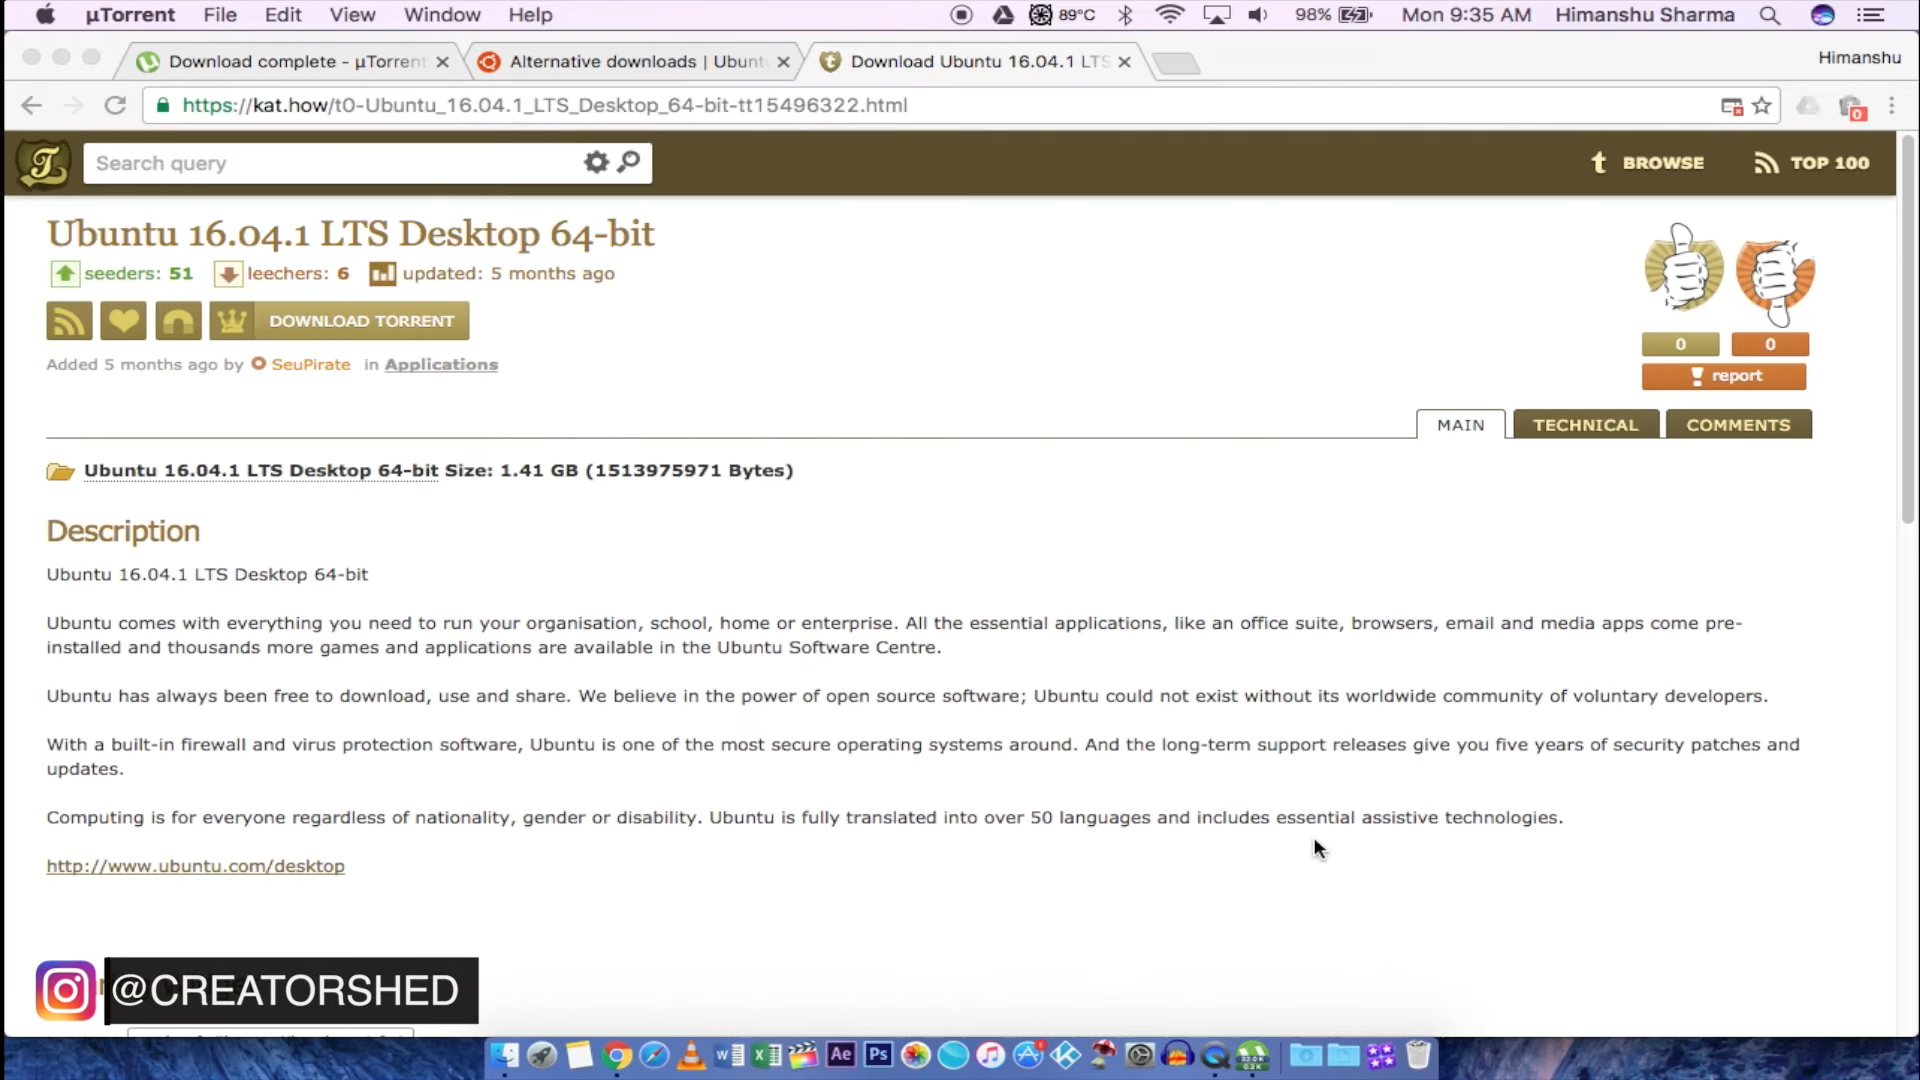 µTorrent File Edit View Window Help 89°C 98% Mon 9:35 AM Himanshu Sharma
Download complete - µTorrent Alternative downloads | Ubunt Download Ubuntu 16.04.1 LTS Himanshu
https://kat.how/t0-Ubuntu_16.04.1_LTS_Desktop_64-bit-tt15496322.html 0
Search query t BROWSE TOP 100
Ubuntu 16.04.1 LTS Desktop 64-bit
seeders: 51 leechers: 6 updated: 5 months ago
DOWNLOAD TORRENT
0 0
Added 5 months ago by SeuPirate in Applications
report
MAIN TECHNICAL COMMENTS
Ubuntu 16.04.1 LTS Desktop 64-bit Size: 1.41 GB (1513975971 Bytes)
Description
Ubuntu 16.04.1 LTS Desktop 64-bit
Ubuntu comes with everything you need to run your organisation, school, home or enterprise. All the essential applications, like an office suite, browsers, email and media apps come pre-
installed and thousands more games and applications are available in the Ubuntu Software Centre.
Ubuntu has always been free to download, use and share. We believe in the power of open source software; Ubuntu could not exist without its worldwide community of voluntary developers.
With a built-in firewall and virus protection software, Ubuntu is one of the most secure operating systems around. And the long-term support releases give you five years of security patches and
updates.
Computing is for everyone regardless of nationality, gender or disability. Ubuntu is fully translated into over 50 languages and includes essential assistive technologies.
http://www.ubuntu.com/desktop
@CREATORSHED
Ae Ps